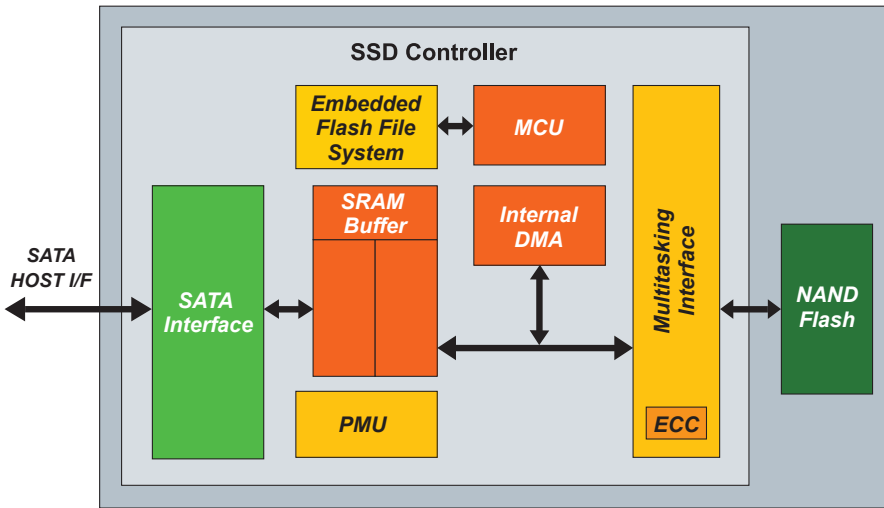 SSD Controller
Embedded
Flash File
System
MCU
SRAM
Buffer
Internal
DMA
SATA
HOST I/F
SATA
Interface
Multitasking
Interface
NAND
Flash
PMU
ECC